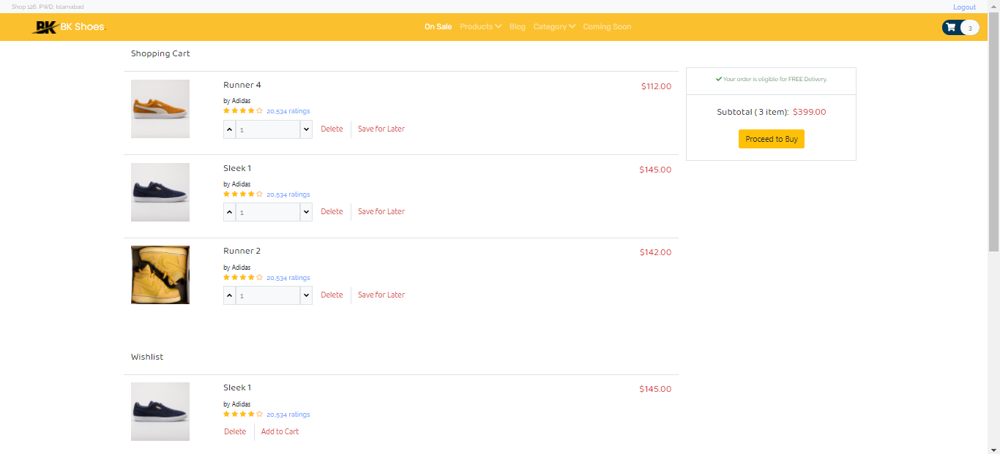 Shop 126, PWD, Islamabad
Logout
BK BK Shoes.
On Sale Products Blog Category Coming Soon
3
Shopping Cart
Runner 4
$112.00
by Adidas
20,534 ratings
1 Delete Save for Later
Sleek 1
$145.00
by Adidas
20,534 ratings
1 Delete Save for Later
Runner 2
$142.00
by Adidas
20,534 ratings
1 Delete Save for Later
Your order is eligible for FREE Delivery.
Subtotal ( 3 item): $399.00
Proceed to Buy
Wishlist
Sleek 1
$145.00
by Adidas
20,534 ratings
Delete Add to Cart